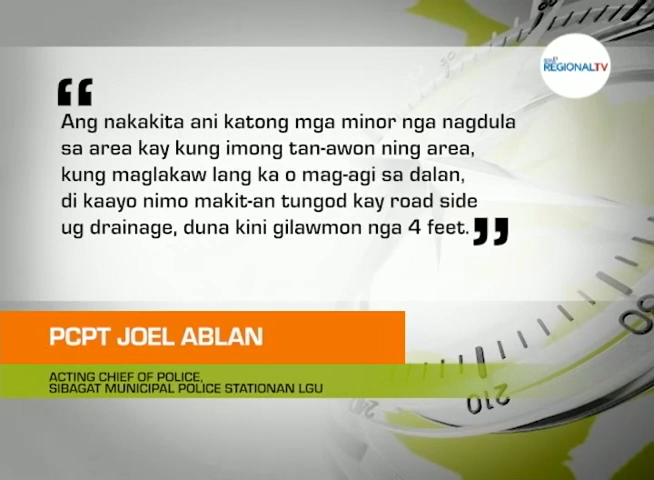 REGIONALTV
“
Ang nakakita ani katong mga minor nga nagdula
sa area kay kung imong tan-awon ning area,
kung maglakaw lang ka o mag-agi sa dalan,
di kaayo nimo makit-an tungod kay road side
ug drainage, duna kini gilawmon nga 4 feet.”
PCPT JOEL ABLAN
ACTING CHIEF OF POLICE,
SIBAGAT MUNICIPAL POLICE STATIONAN LGU
210